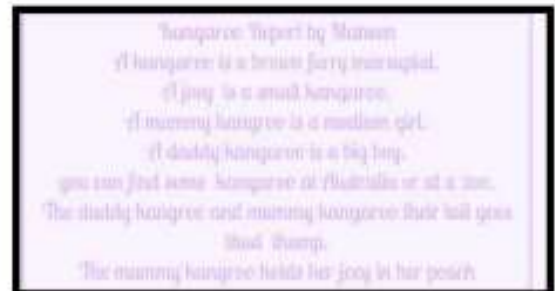 Kangaroo Report by
A kangaroo is a brown furry marsupial.
A joey is a small kangaroo.
A mummy kangroo is a medium girl.
A daddy kangaroo is a big boy.
you can find some kangaroo at Australia or at a zoo.
The daddy kangroo and mummy kangaroo their tail goes
thud thump.
The mummy kangroo holds her joey in her pouch